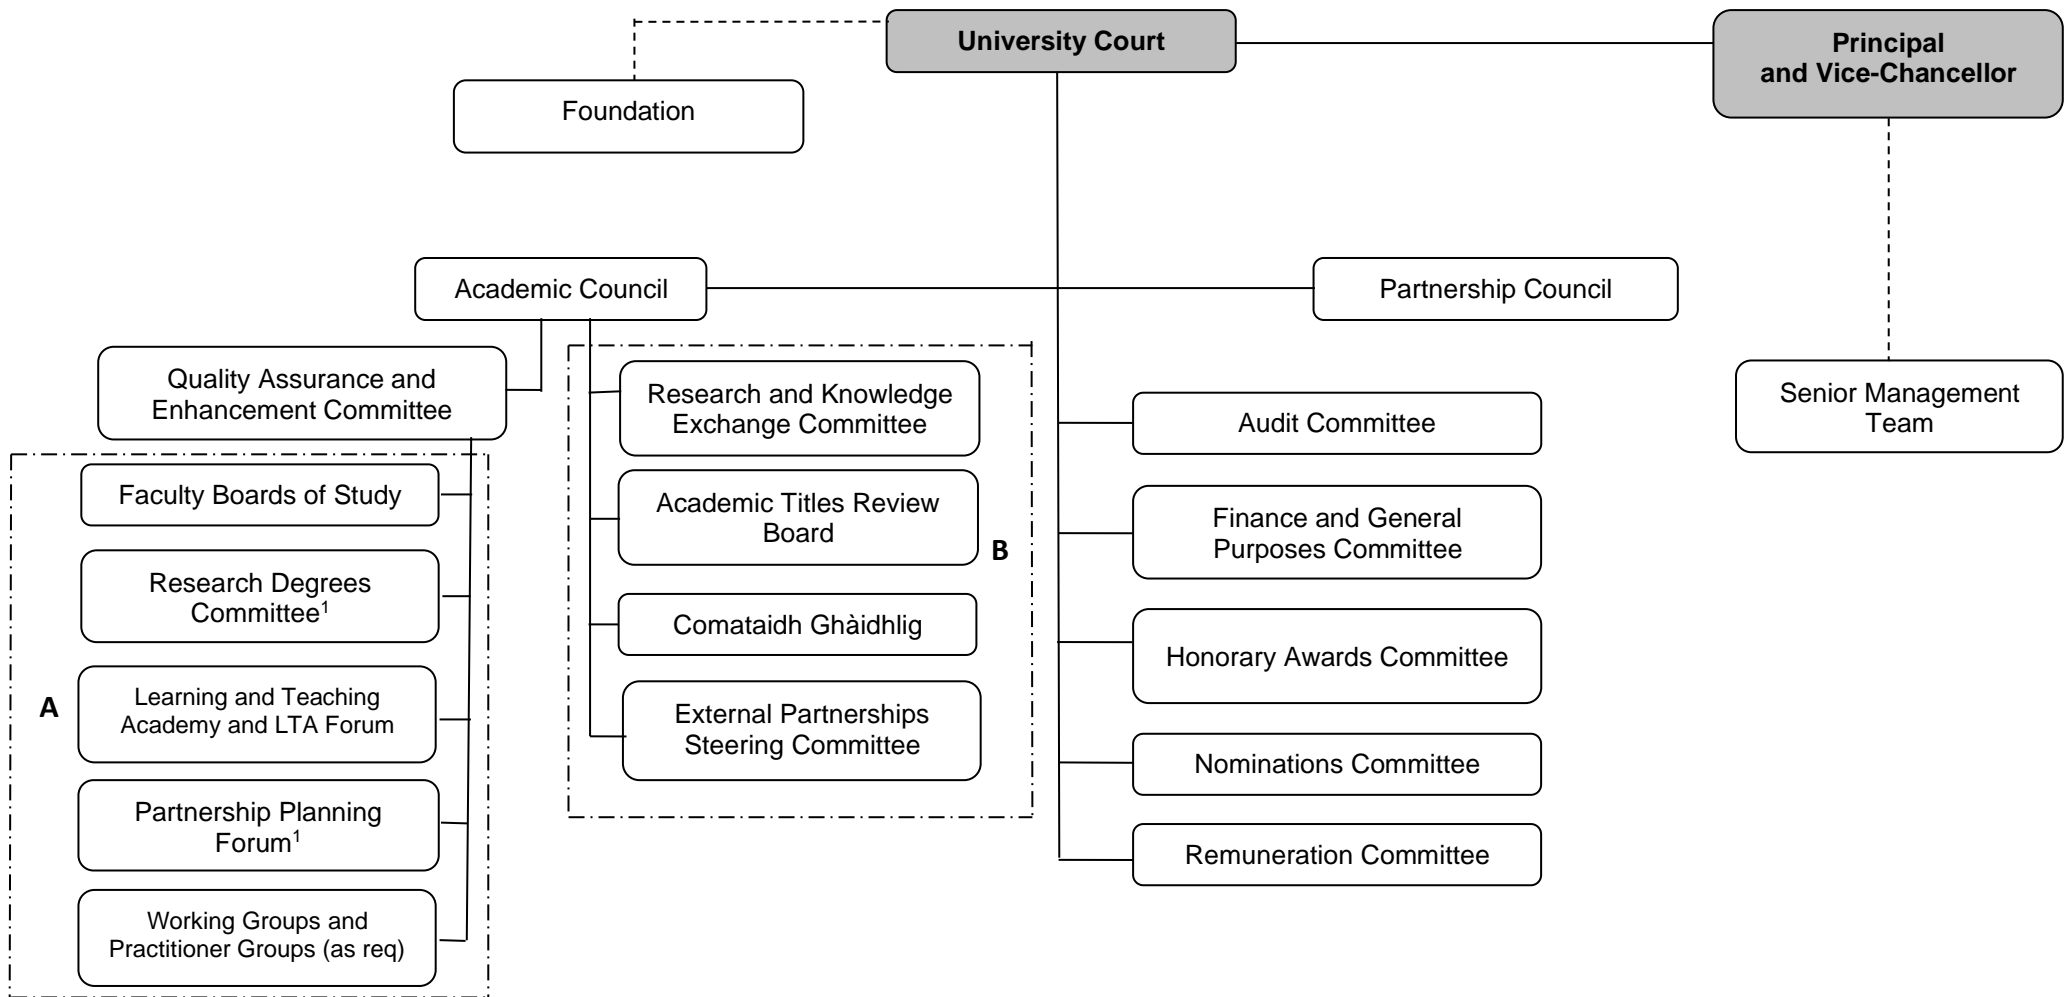 University Court
Principal
and Vice-Chancellor
Foundation
Academic Council
Partnership Council
Quality Assurance and
Enhancement Committee
Research and Knowledge
Exchange Committee
Senior Management
Team
Audit Committee
Faculty Boards of Study
Academic Titles Review
Board
B
Finance and General
Purposes Committee
Research Degrees
Committee¹
Comataidh Ghàidhlig
Honorary Awards Committee
A
Learning and Teaching
Academy and LTA Forum
External Partnerships
Steering Committee
Nominations Committee
Partnership Planning
Forum¹
Remuneration Committee
Working Groups and
Practitioner Groups (as req)